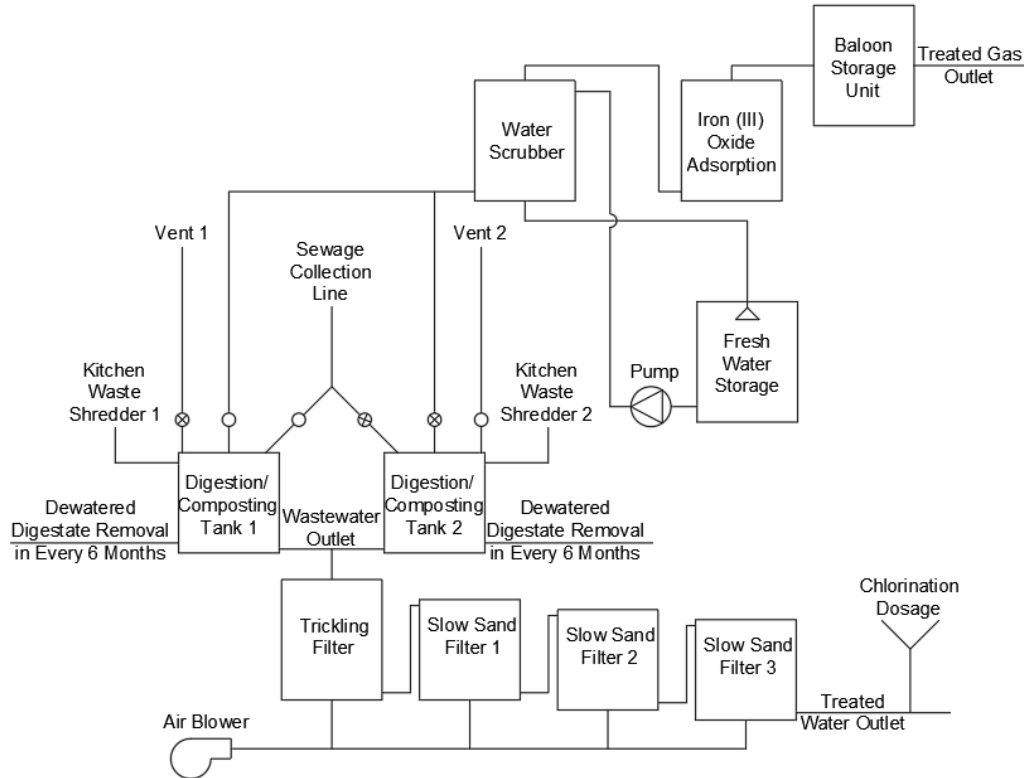 Baloon
Storage
Unit
Treated Gas
Outlet
Water
Scrubber
Iron (III)
Oxide
Adsorption
Vent 1
Sewage
Collection
Line
Vent 2
Fresh
Water
Storage
Pump
Kitchen
Waste
Shredder 1
Kitchen
Waste
Shredder 2
Digestion/
Composting
Tank 1
Digestion/
Composting
Tank 2
Wastewater
Outlet
Dewatered
Digestate Removal
in Every 6 Months
Dewatered
Digestate Removal
in Every 6 Months
Trickling
Filter
Slow Sand
Filter 1
Slow Sand
Filter 2
Slow Sand
Filter 3
Chlorination
Dosage
Treated
Water Outlet
Air Blower